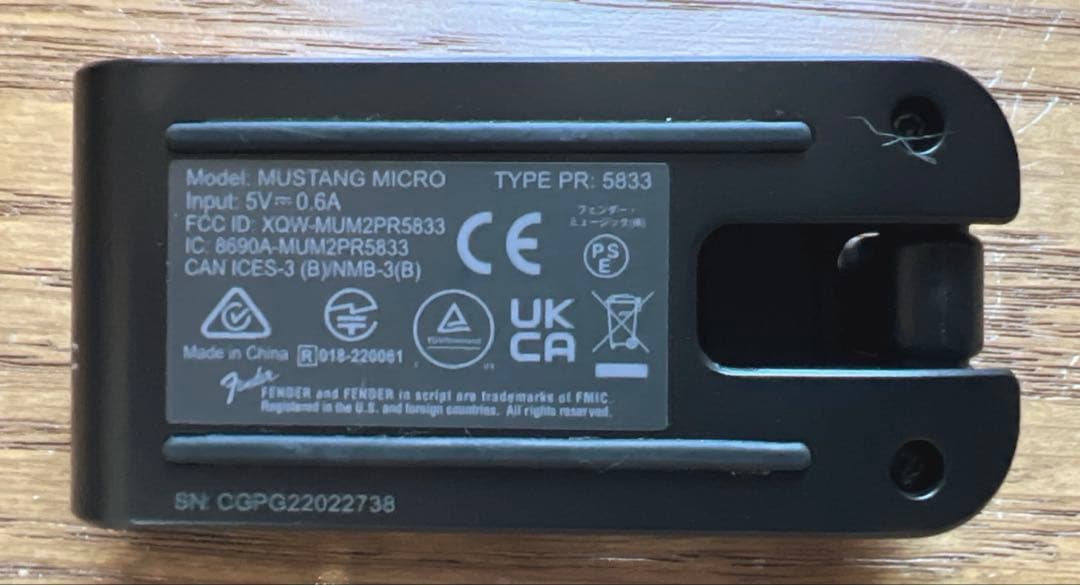 Model: MUSTANG MICRO TYPE PR: 5833
Input: 5V⎓0.6A
FCC ID: XQW-MUM2PR5833
IC: 8690A-MUM2PR5833
CAN ICES-3 (B)/NMB-3(B)
CE
フェンダー・
ミュージック(株)
PSE
UK
CA
Made in China R 018-220061
Fender
FENDER and FENDER in script are trademarks of FMIC.
Registered in the U.S. and foreign countries. All rights reserved.
SN: CGPG22022738